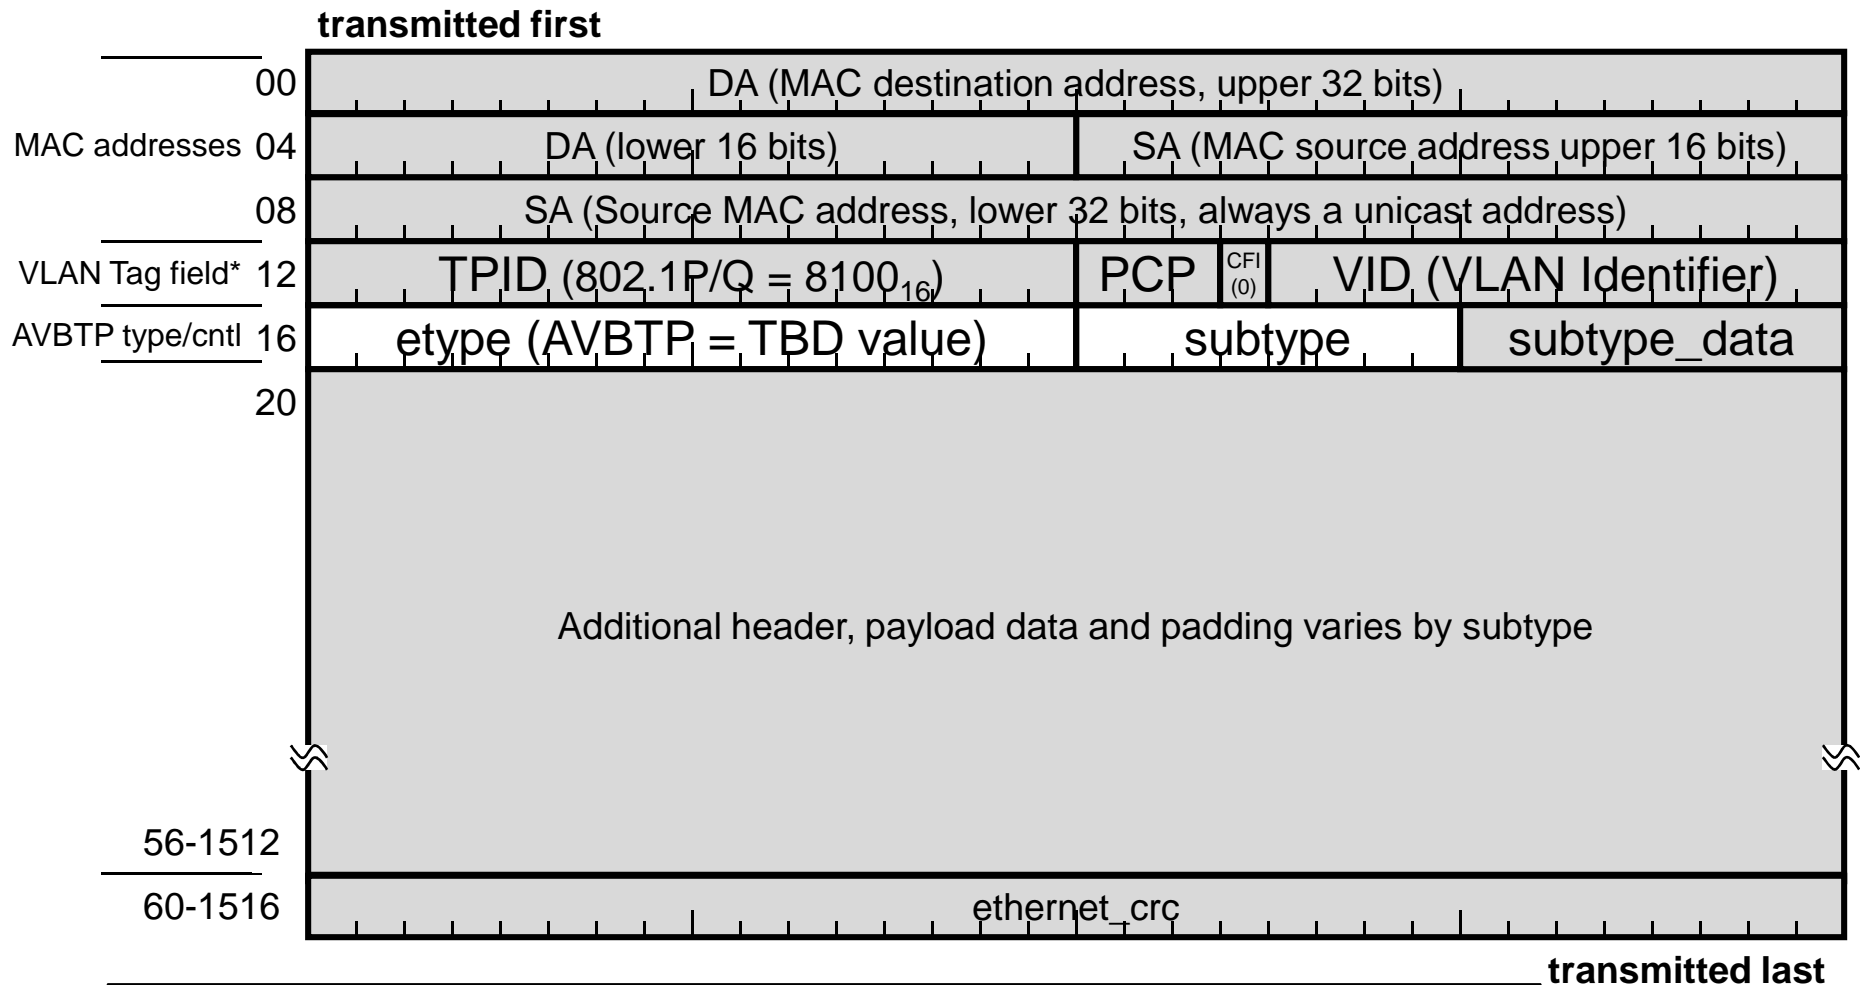 transmitted first
00 DA (MAC destination address, upper 32 bits)
MAC addresses 04 DA (lower 16 bits) SA (MAC source address upper 16 bits)
08 SA (Source MAC address, lower 32 bits, always a unicast address)
VLAN Tag field* 12 TPID (802.1P/Q = 8100₁₆) PCP CFI (0) VID (VLAN Identifier)
AVBTP type/cntl 16 etype (AVBTP = TBD value) subtype subtype_data
20
Additional header, payload data and padding varies by subtype
56-1512
60-1516 ethernet_crc
transmitted last